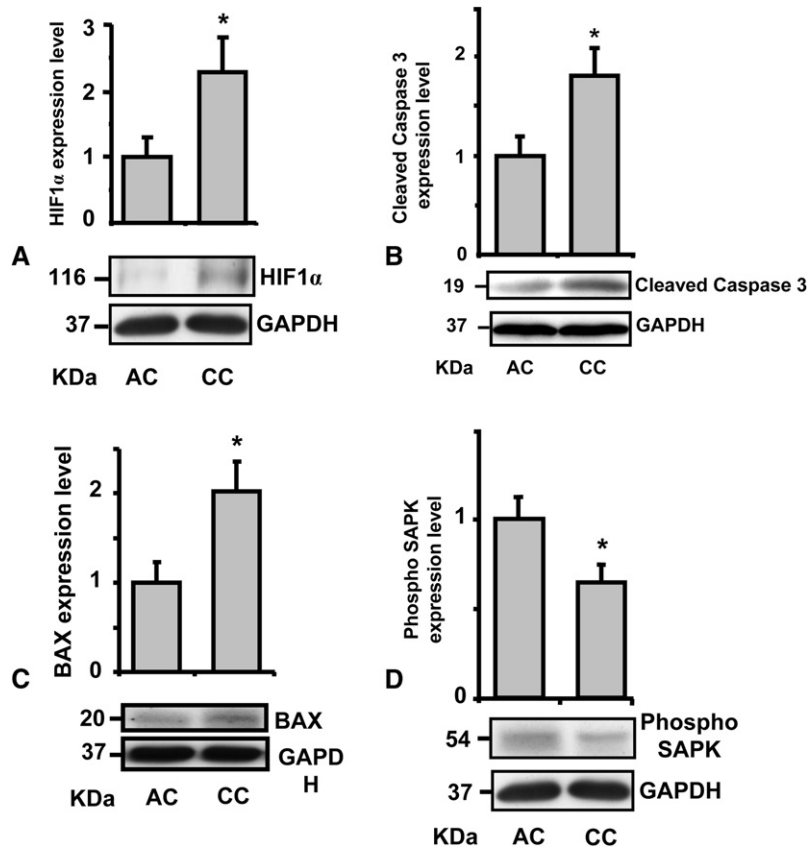 HIF1α expression level
3
2
1
0
*
A
116
HIF1α
37
GAPDH
KDa
AC
CC
Cleaved Caspase 3
expression level
2
1
0
*
B
19
Cleaved Caspase 3
37
GAPDH
KDa
AC
CC
BAX expression level
2
1
0
*
C
20
BAX
37
GAPD
H
KDa
AC
CC
Phospho SAPK
expression level
1
0
*
D
54
Phospho
SAPK
37
GAPDH
KDa
AC
CC